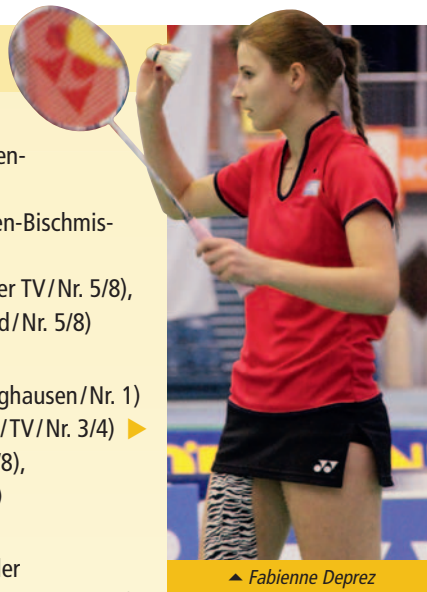 en-
en-Bischmis-
er TV/Nr. 5/8),
d/Nr. 5/8)
ghausen/Nr. 1)
/TV/Nr. 3/4)
/8),
)
ler
Fabienne Deprez